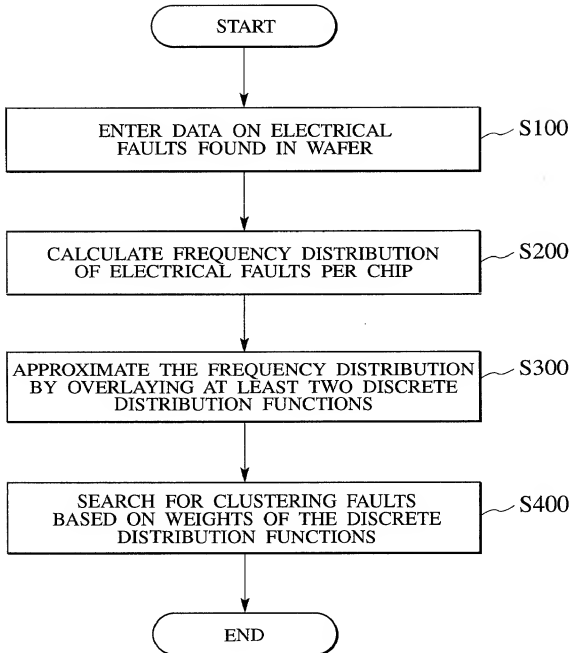 START
ENTER DATA ON ELECTRICAL
FAULTS FOUND IN WAFER
S100
CALCULATE FREQUENCY DISTRIBUTION
OF ELECTRICAL FAULTS PER CHIP
S200
APPROXIMATE THE FREQUENCY DISTRIBUTION
BY OVERLAYING AT LEAST TWO DISCRETE
DISTRIBUTION FUNCTIONS
S300
SEARCH FOR CLUSTERING FAULTS
BASED ON WEIGHTS OF THE DISCRETE
DISTRIBUTION FUNCTIONS
S400
END